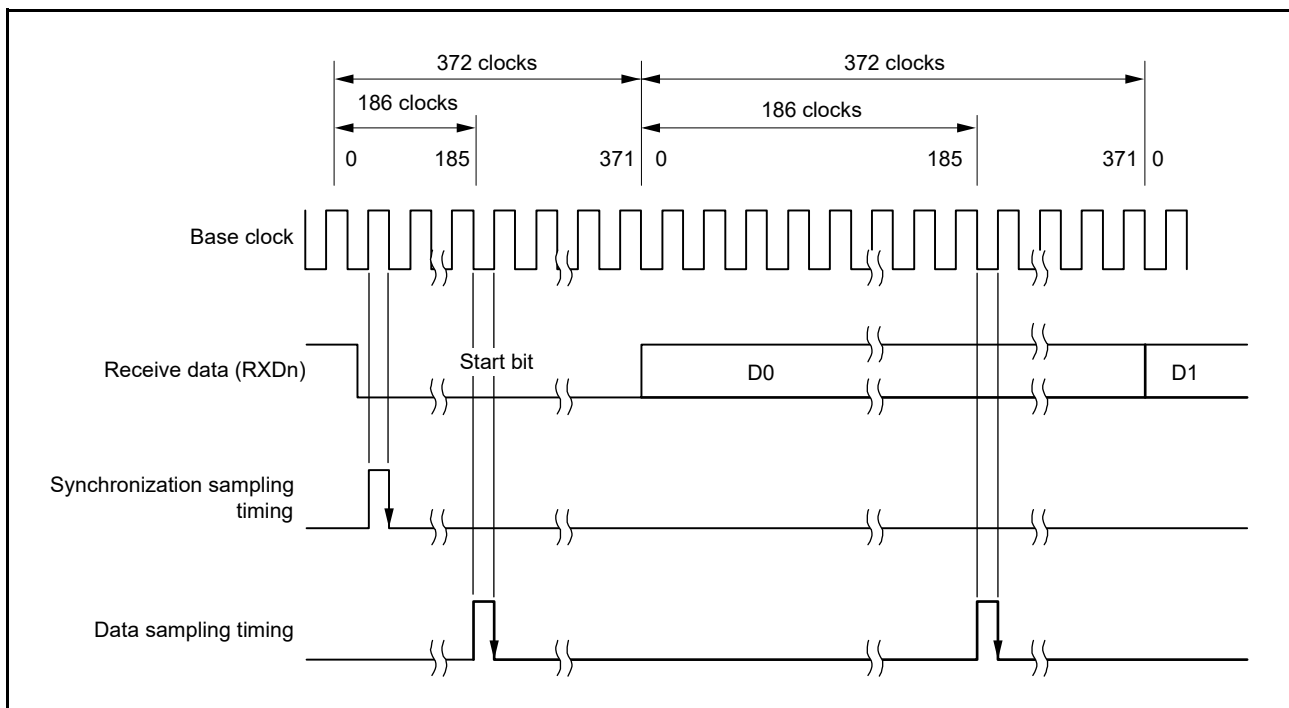 372 clocks 372 clocks
186 clocks 186 clocks
0 185 371 0 185 371 0
Base clock
Start bit
Receive data (RXDn) D0 D1
Synchronization sampling
timing
Data sampling timing